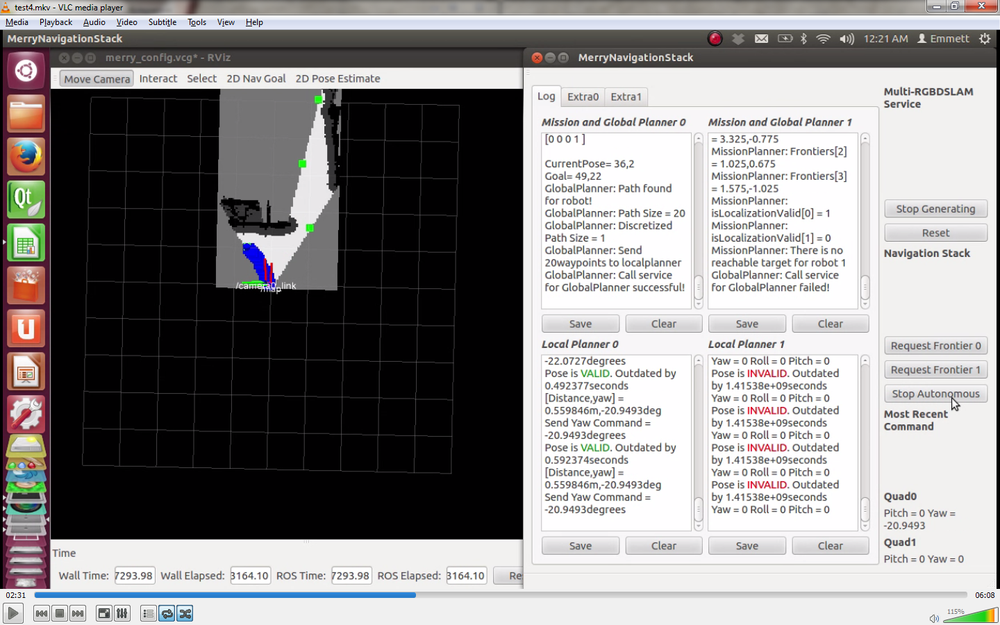 test4.mkv - VLC media player
Media Playback Audio Video Subtitle Tools View Help
MerryNavigationStack
12:21 AM Emmett
merry_config.vcg* - RViz
MerryNavigationStack
Move Camera Interact Select 2D Nav Goal 2D Pose Estimate
/camera0_link
/map
Time
Wall Time: 7293.98 Wall Elapsed: 3164.10 ROS Time: 7293.98 ROS Elapsed: 3164.10 Re
Log Extra0 Extra1
Mission and Global Planner 0
[0 0 0 1 ]
CurrentPose= 36,2
Goal= 49,22
GlobalPlanner: Path found
for robot!
GlobalPlanner: Path Size = 20
GlobalPlanner: Discretized
Path Size = 1
GlobalPlanner: Send
20waypoints to localplanner
GlobalPlanner: Call service
for GlobalPlanner successful!
Save Clear
Mission and Global Planner 1
= 3.325,-0.775
MissionPlanner: Frontiers[2]
= 1.025,0.675
MissionPlanner: Frontiers[3]
= 1.575,-1.025
MissionPlanner:
isLocalizationValid[0] = 1
MissionPlanner:
isLocalizationValid[1] = 0
MissionPlanner: There is no
reachable target for robot 1
GlobalPlanner: Call service
for GlobalPlanner failed!
Save Clear
Local Planner 0
-22.0727degrees
Pose is VALID. Outdated by
0.492377seconds
[Distance,yaw] =
0.559846m,-20.9493deg
Send Yaw Command =
-20.9493degrees
Pose is VALID. Outdated by
0.592374seconds
[Distance,yaw] =
0.559846m,-20.9493deg
Send Yaw Command =
-20.9493degrees
Save Clear
Local Planner 1
Yaw = 0 Roll = 0 Pitch = 0
Pose is INVALID. Outdated
by 1.41538e+09seconds
Yaw = 0 Roll = 0 Pitch = 0
Pose is INVALID. Outdated
by 1.41538e+09seconds
Yaw = 0 Roll = 0 Pitch = 0
Pose is INVALID. Outdated
by 1.41538e+09seconds
Yaw = 0 Roll = 0 Pitch = 0
Pose is INVALID. Outdated
by 1.41538e+09seconds
Yaw = 0 Roll = 0 Pitch = 0
Save Clear
Multi-RGBDSLAM
Service
Stop Generating
Reset
Navigation Stack
Request Frontier 0
Request Frontier 1
Stop Autonomous
Most Recent
Command
Quad0
Pitch = 0 Yaw =
-20.9493
Quad1
Pitch = 0 Yaw = 0
02:31 06:08
115%